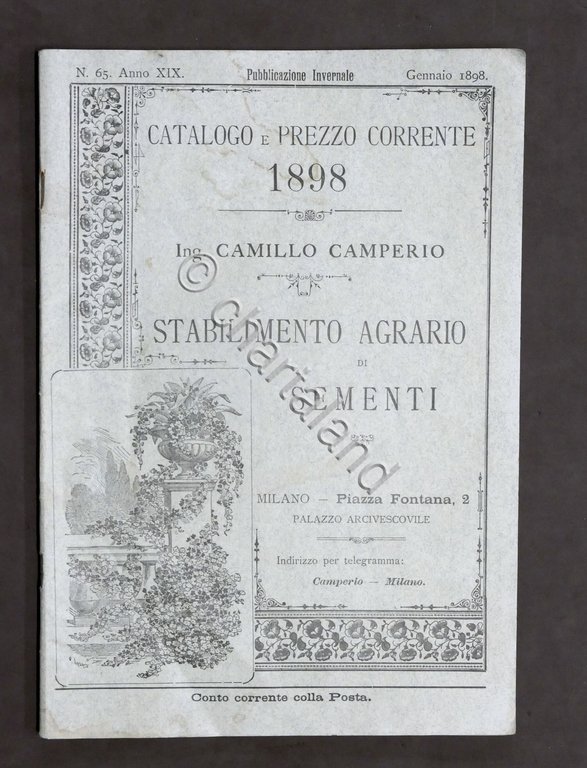 N. 65. Anno XIX. Pubblicazione Invernale Gennaio 1898.
CATALOGO E PREZZO CORRENTE
1898
Ing. CAMILLO CAMPERIO
STABILIMENTO AGRARIO
DI
SEMENTI
MILANO — Piazza Fontana, 2
PALAZZO ARCIVESCOVILE
Indirizzo per telegramma:
Camperio — Milano.
Conto corrente colla Posta.
© chartaland